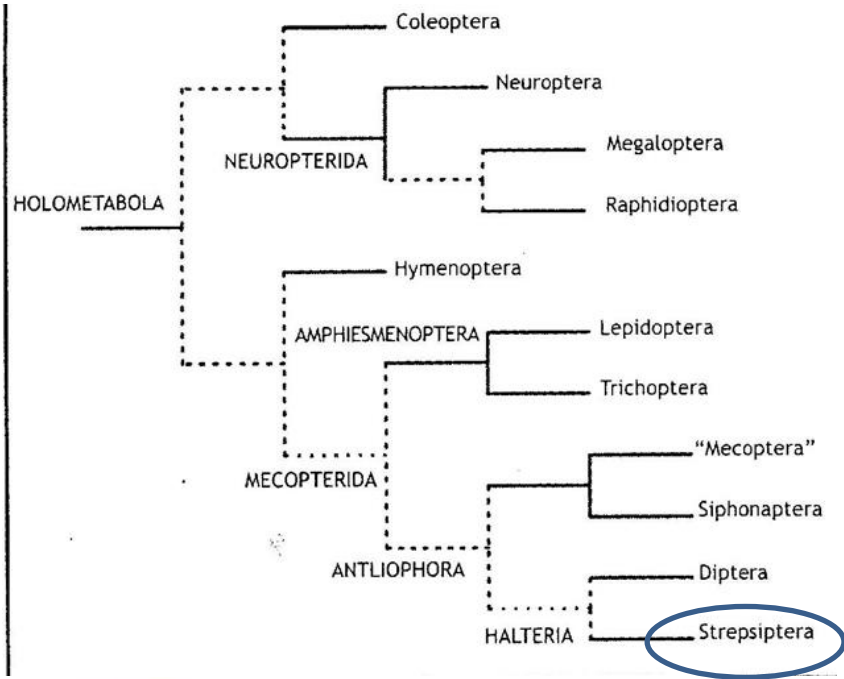 Coleoptera
Neuroptera
NEUROPTERIDA
Megaloptera
HOLOMETABOLA
Raphidioptera
Hymenoptera
AMPHIESMENOPTERA
Lepidoptera
Trichoptera
"Mecoptera"
MECOPTERIDA
Siphonaptera
ANTLIOPHORA
Diptera
HALTERIA
Strepsiptera